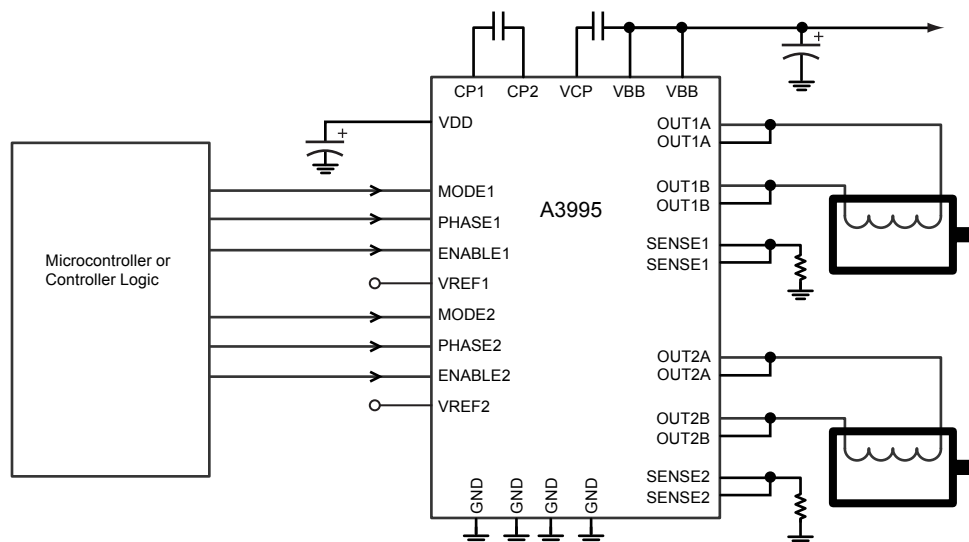 CP1 CP2 VCP VBB VBB
VDD
MODE1
PHASE1
ENABLE1
VREF1
MODE2
PHASE2
ENABLE2
VREF2
A3995
OUT1A
OUT1A
OUT1B
OUT1B
SENSE1
SENSE1
OUT2A
OUT2A
OUT2B
OUT2B
SENSE2
SENSE2
GND GND GND GND
Microcontroller or
Controller Logic
+
+